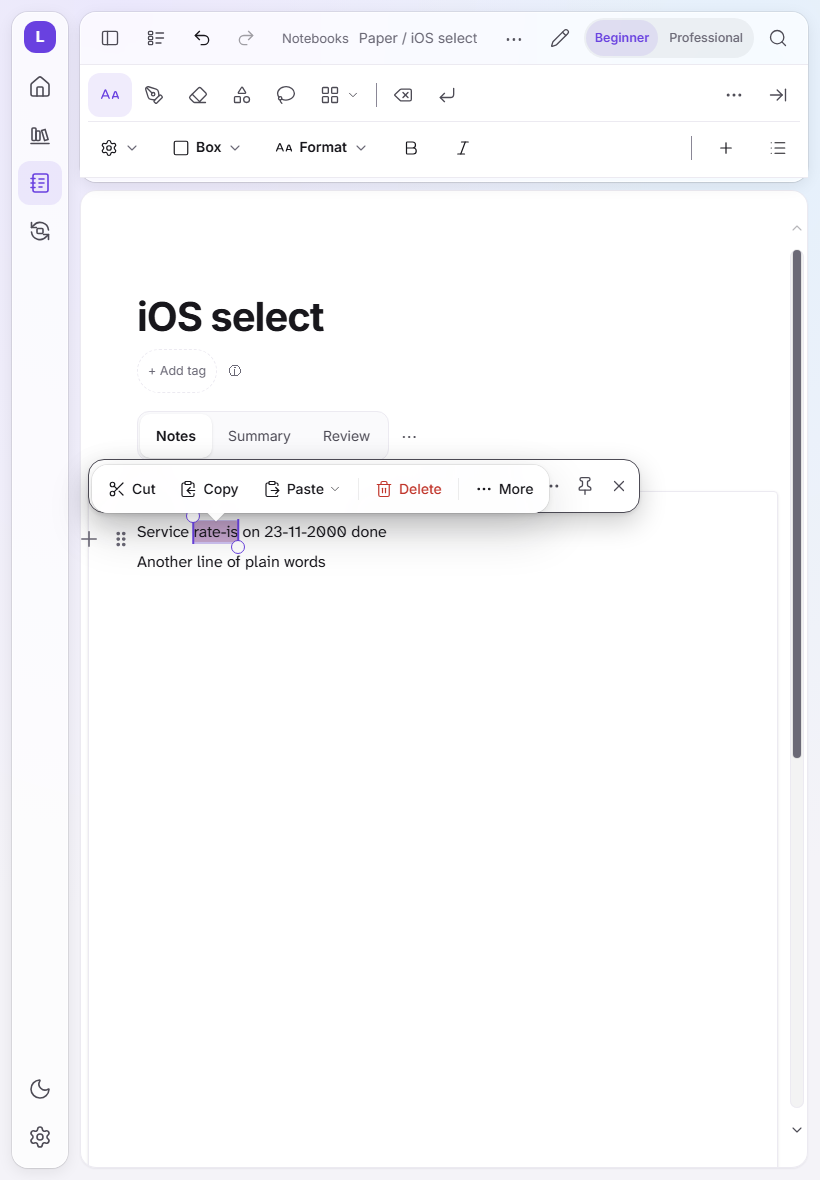 L
Notebooks Paper / iOS select
Beginner Professional
Box
Format
B
I
iOS select
+ Add tag
Notes Summary Review
Cut Copy Paste Delete More
Service rate-is on 23-11-2000 done
Another line of plain words